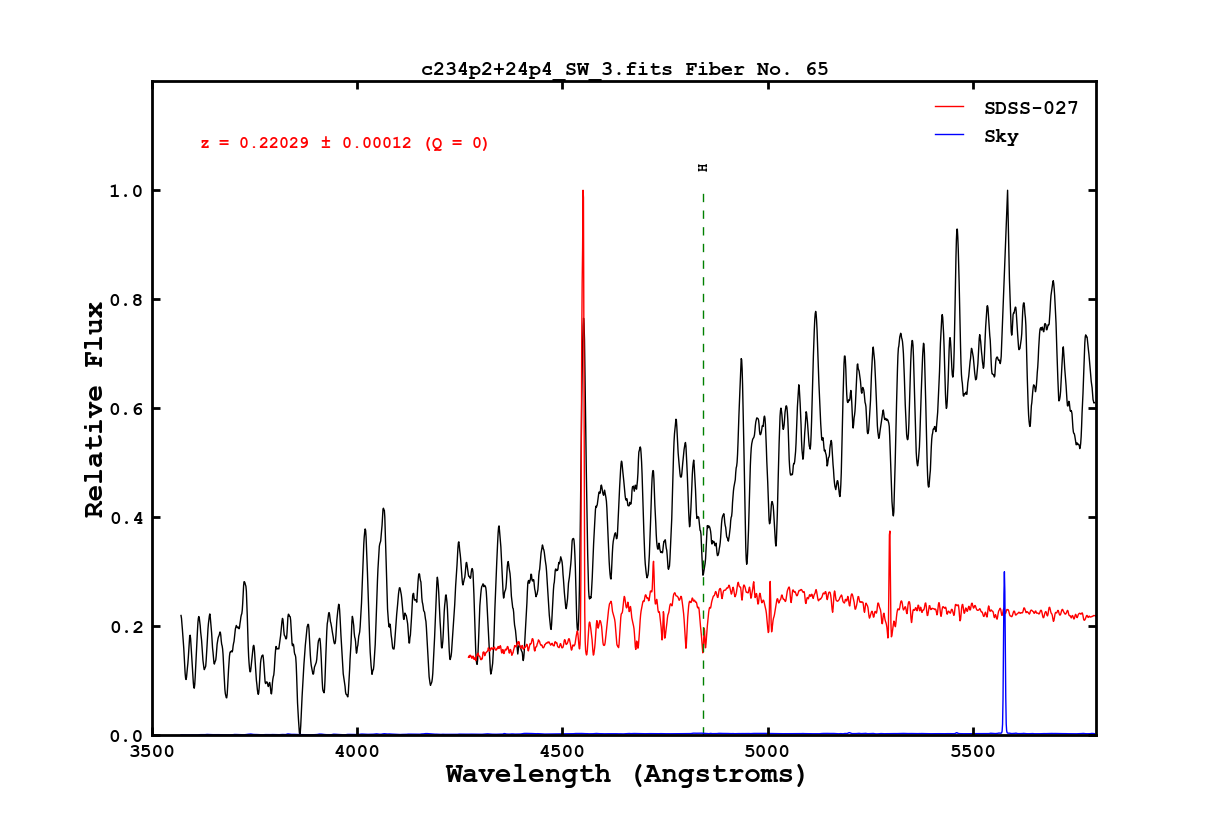 c234p2+24p4_SW_3.fits Fiber No. 65
SDSS-027
Sky
z = 0.22029 ± 0.00012 (Q = 0)
H
1.0
0.8
0.6
0.4
0.2
0.0
Relative Flux
3500 4000 4500 5000 5500
Wavelength (Angstroms)